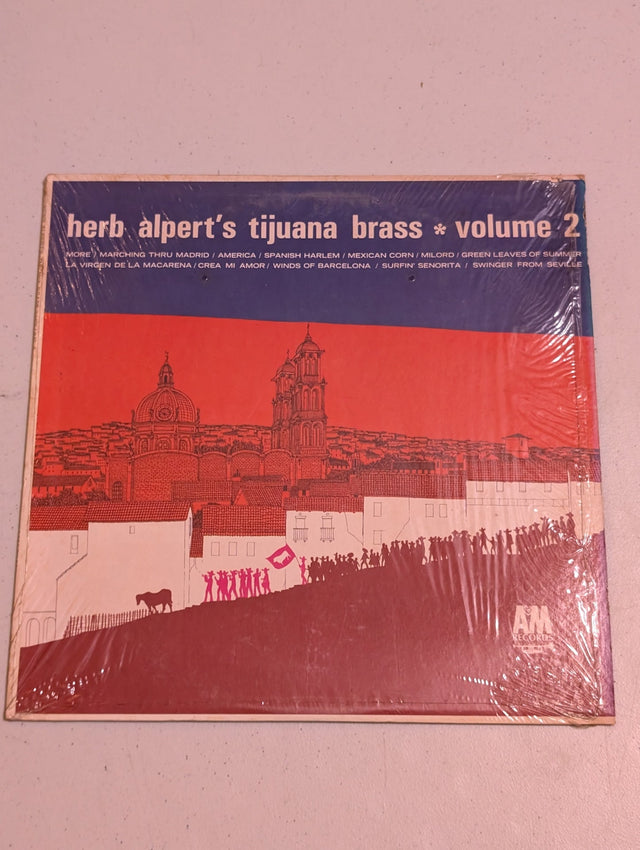 herb alpert's tijuana brass * volume 2
MORE / MARCHING THRU MADRID / AMERICA / SPANISH HARLEM / MEXICAN CORN / MILORD / GREEN LEAVES OF SUMMER
LA VIRGEN DE LA MACARENA / CREA MI AMOR / WINDS OF BARCELONA / SURFIN' SENORITA / SWINGER FROM SEVILLE
A&M
RECORDS